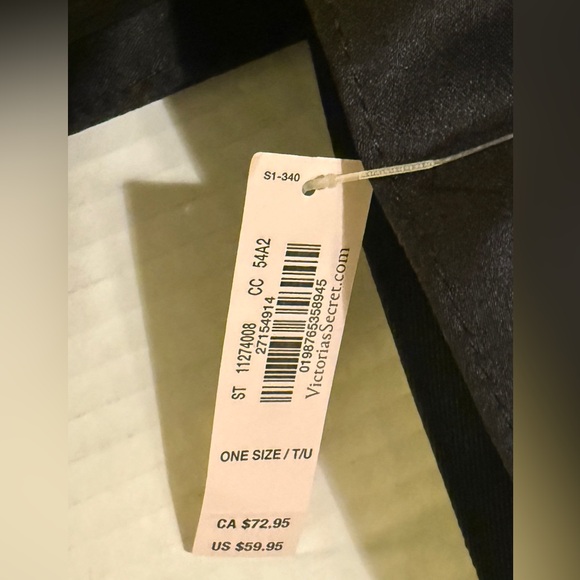 S1-340
ST 11274008 CC 54A2
27154914
0198765358945
VictoriasSecret.com
ONE SIZE / T/U
CA $72.95
US $59.95